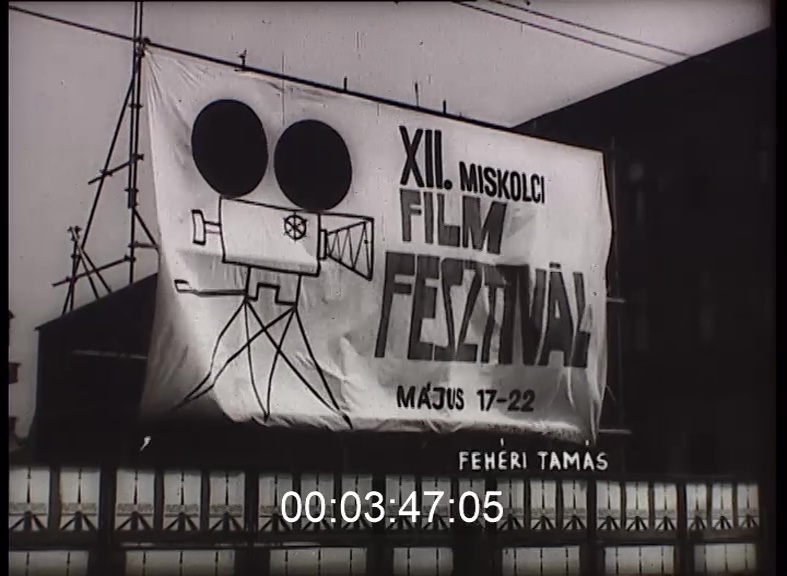 XII. MISKOLCI
FILM
FESZTIVÁL
MÁJUS 17-22
FEHÉRI TAMÁS
00:03:47:05